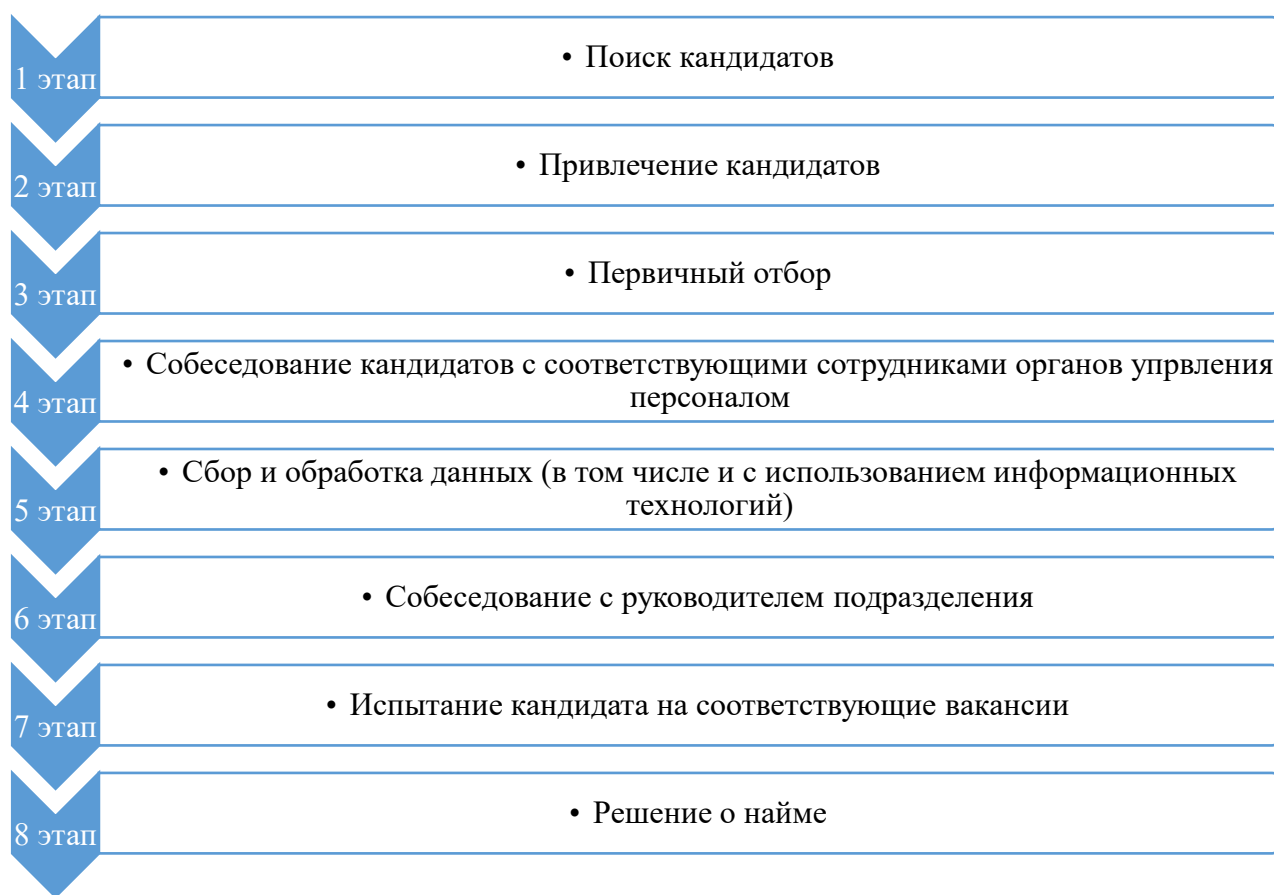 1 этап
• Поиск кандидатов
2 этап
• Привлечение кандидатов
3 этап
• Первичный отбор
4 этап
• Собеседование кандидатов с соответствующими сотрудниками органов упрвления
персоналом
5 этап
• Сбор и обработка данных (в том числе и с использованием информационных
технологий)
6 этап
• Собеседование с руководителем подразделения
7 этап
• Испытание кандидата на соответствующие вакансии
8 этап
• Решение о найме